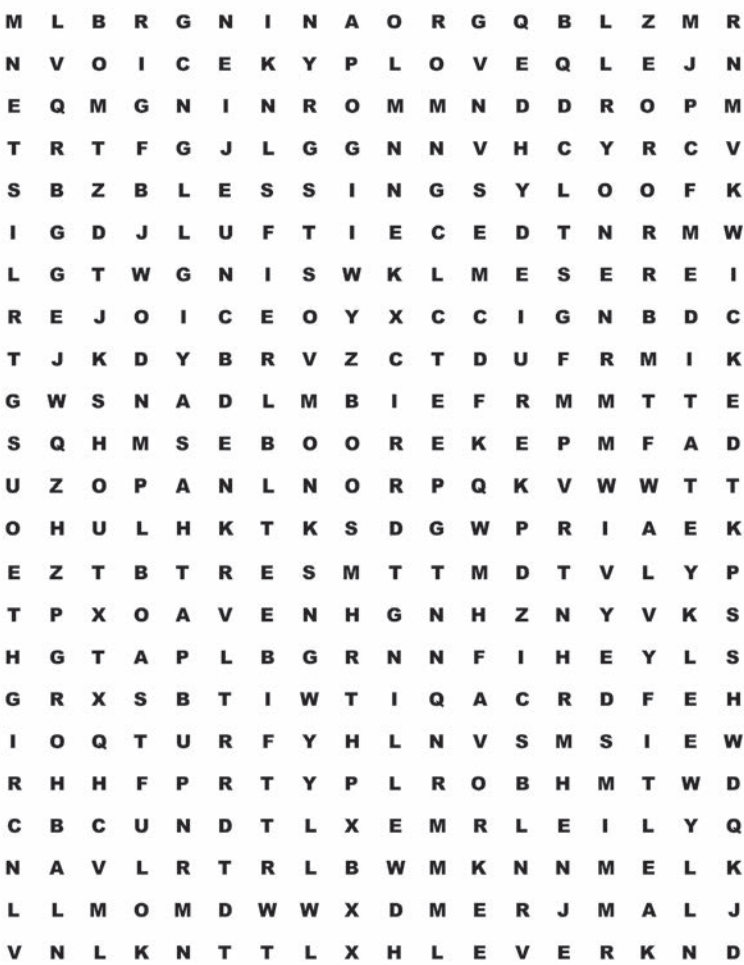 M L B R G N I N A O R G Q B L Z M R
N V O I C E K Y P L O V E Q L E J N
E Q M G N I N R O M M N D D R O P M
T R T F G J L G G N N V H C Y R C V
S B Z B L E S S I N G S Y L O O F K
I G D J L U F T I E C E D T N R M W
L G T W G N I S W K L M E S E R E I
R E J O I C E O Y X C C I G N B D C
T J K D Y B R V Z C T D U F R M I K
G W S N A D L M B I E F R M M T T E
S Q H M S E B O O R E K E P M F A D
U Z O P A N L N O R P Q K V W W T T
O H U L H K T K S D G W P R I A E K
E Z T B T R E S M T T M D T V L Y P
T P X O A V E N H G N H Z N Y V K S
H G T A P L B G R N N F I H E Y L S
G R X S B T I W T I Q A C R D F E H
I O Q T U R F Y H L N V S M S I E W
R H H F P R T Y P L R O B H M T W D
C B C U N D T L X E M R L E I L Y Q
N A V L R T R L B W M K N N M E L K
L L M O M D W W X D M E R J M A L J
V N L K N T T L X H L E V E R K N D